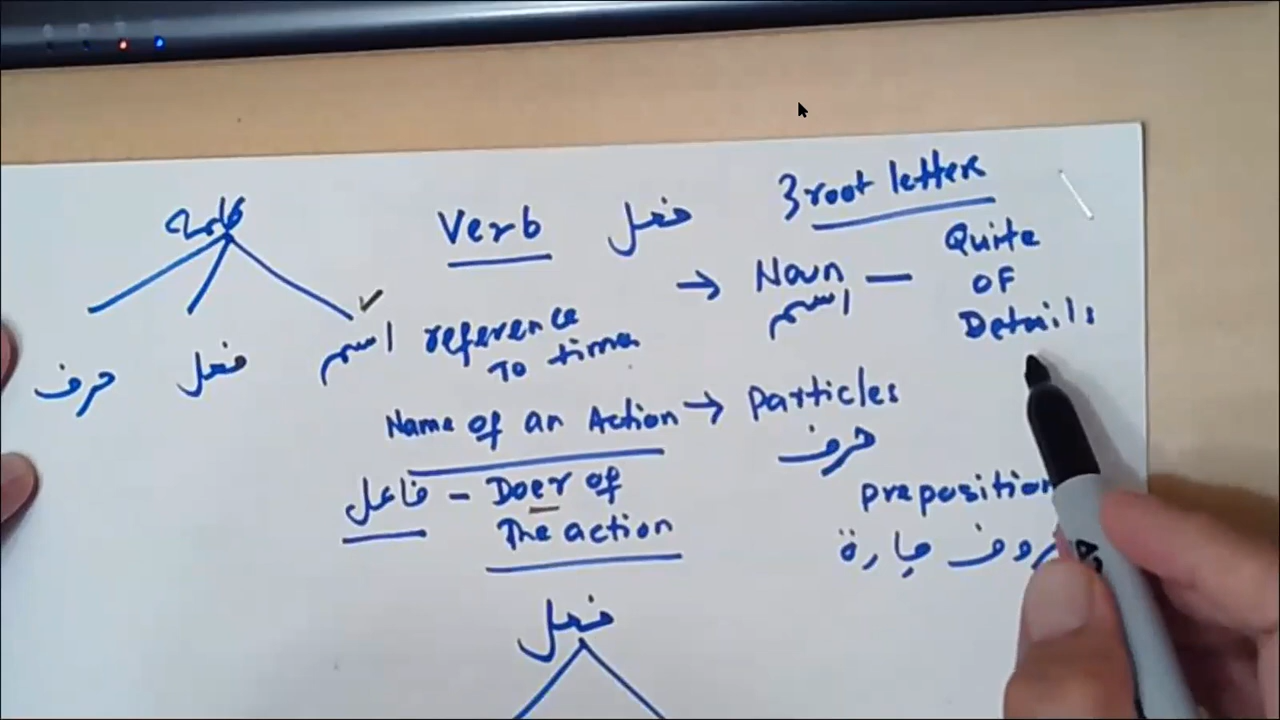 كلمة
اسم فعل حرف
Verb فعل
3 root letters
→ Noun — Quite
اسم OF
Details
reference
To time
Name of an Action → Particles
حرف
فاعل - Doer of
The action
preposition
حروف جارة
فعل